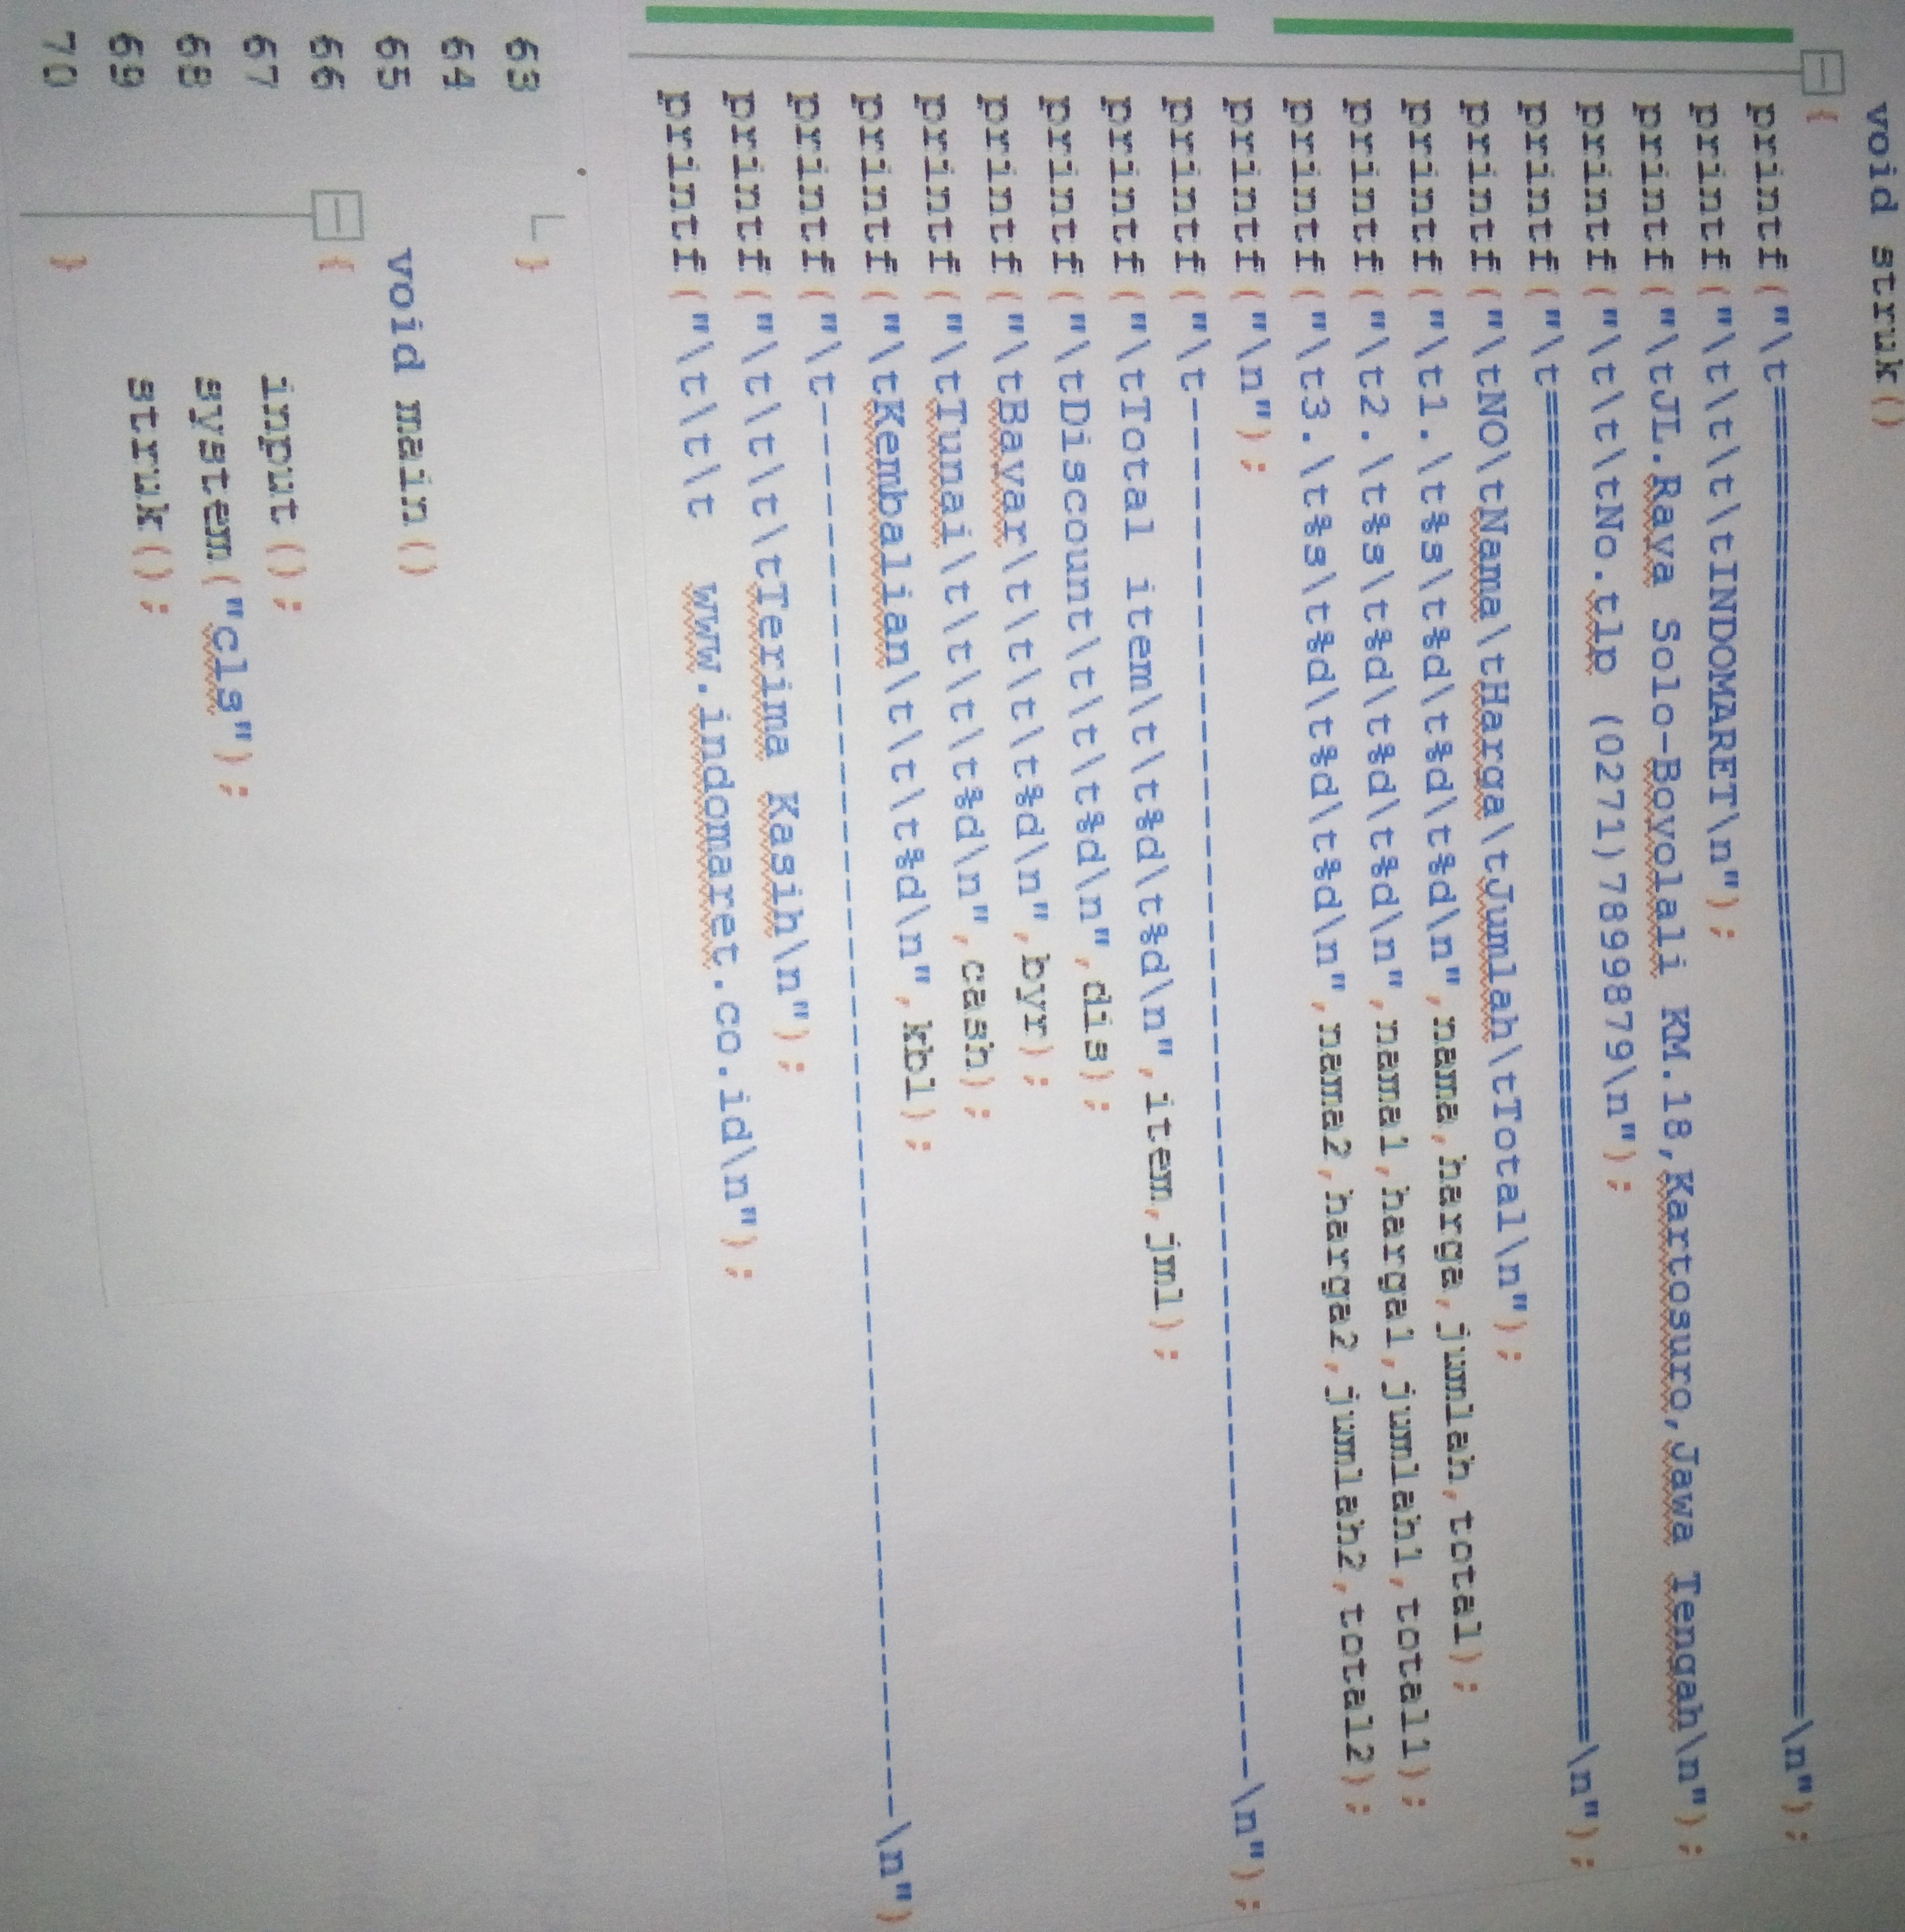 void struk()
{
printf("\t==================================================\n");
printf("\t\t\t\t\tINDOMARET\n");
printf("\tJL.Raya Solo-Boyolali KM.18,Kartosuro,Jawa Tengah\n");
printf("\t\t\tNo.tlp (0271)7899879\n");
printf("\t==================================================\n");
printf("\tNO\tNama\tHarga\tJumlah\tTotal\n");
printf("\t1.\t%s\t%d\t%d\t%d\n",nama,harga,jumlah,total);
printf("\t2.\t%s\t%d\t%d\t%d\n",nama1,harga1,jumlah1,total1);
printf("\t3.\t%s\t%d\t%d\t%d\n",nama2,harga2,jumlah2,total2);
printf("\n");
printf("\t--------------------------------------------------\n");
printf("\tTotal item\t\t%d\t%d\n",item,jml);
printf("\tDiscount\t\t\t%d\n",dis);
printf("\tBayar\t\t\t\t%d\n",byr);
printf("\tTunai\t\t\t\t%d\n",cash);
printf("\tKembalian\t\t\t%d\n",kbl);
printf("\t--------------------------------------------------\n")
printf("\t\t\t\tTerima Kasih\n");
printf("\t\t\t www.indomaret.co.id\n");
63 }
64
65 void main()
66 {
67 input();
68 system("cls");
69 struk();
70 }